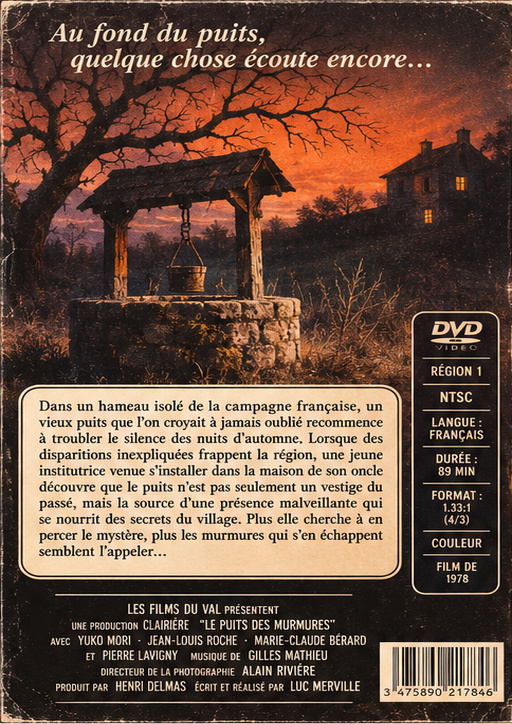 Au fond du puits,
quelque chose écoute encore...
DVD
VIDEO
RÉGION 1
NTSC
LANGUE :
FRANÇAIS
DURÉE :
89 MIN
FORMAT :
1.33:1
(4/3)
COULEUR
FILM DE
1978
Dans un hameau isolé de la campagne française, un
vieux puits que l’on croyait à jamais oublié recommence
à troubler le silence des nuits d’automne. Lorsque des
disparitions inexpliquées frappent la région, une jeune
institutrice venue s’installer dans la maison de son oncle
découvre que le puits n’est pas seulement un vestige du
passé, mais la source d’une présence malveillante qui
se nourrit des secrets du village. Plus elle cherche à en
percer le mystère, plus les murmures qui s’en échappent
semblent l’appeler...
LES FILMS DU VAL PRÉSENTENT
UNE PRODUCTION CLAIRIÉRE "LE PUITS DES MURMURES"
AVEC YUKO MORI · JEAN-LOUIS ROCHE · MARIE-CLAUDE BÉRARD
ET PIERRE LAVIGNY MUSIQUE DE GILLES MATHIEU
DIRECTEUR DE LA PHOTOGRAPHIE ALAIN RIVIÉRE
PRODUIT PAR HENRI DELMAS ÉCRIT ET RÉALISÉ PAR LUC MERVILLE
3 475890 217846